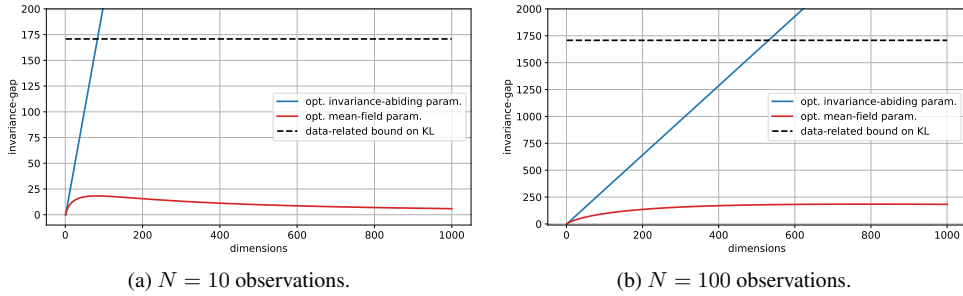 200
175
150
125
100
75
50
25
0
invariance-gap
opt. invariance-abiding param.
opt. mean-field param.
data-related bound on KL
0 200 400 600 800 1000
dimensions
(a) N = 10 observations.
2000
1750
1500
1250
1000
750
500
250
0
invariance-gap
opt. invariance-abiding param.
opt. mean-field param.
data-related bound on KL
0 200 400 600 800 1000
dimensions
(b) N = 100 observations.